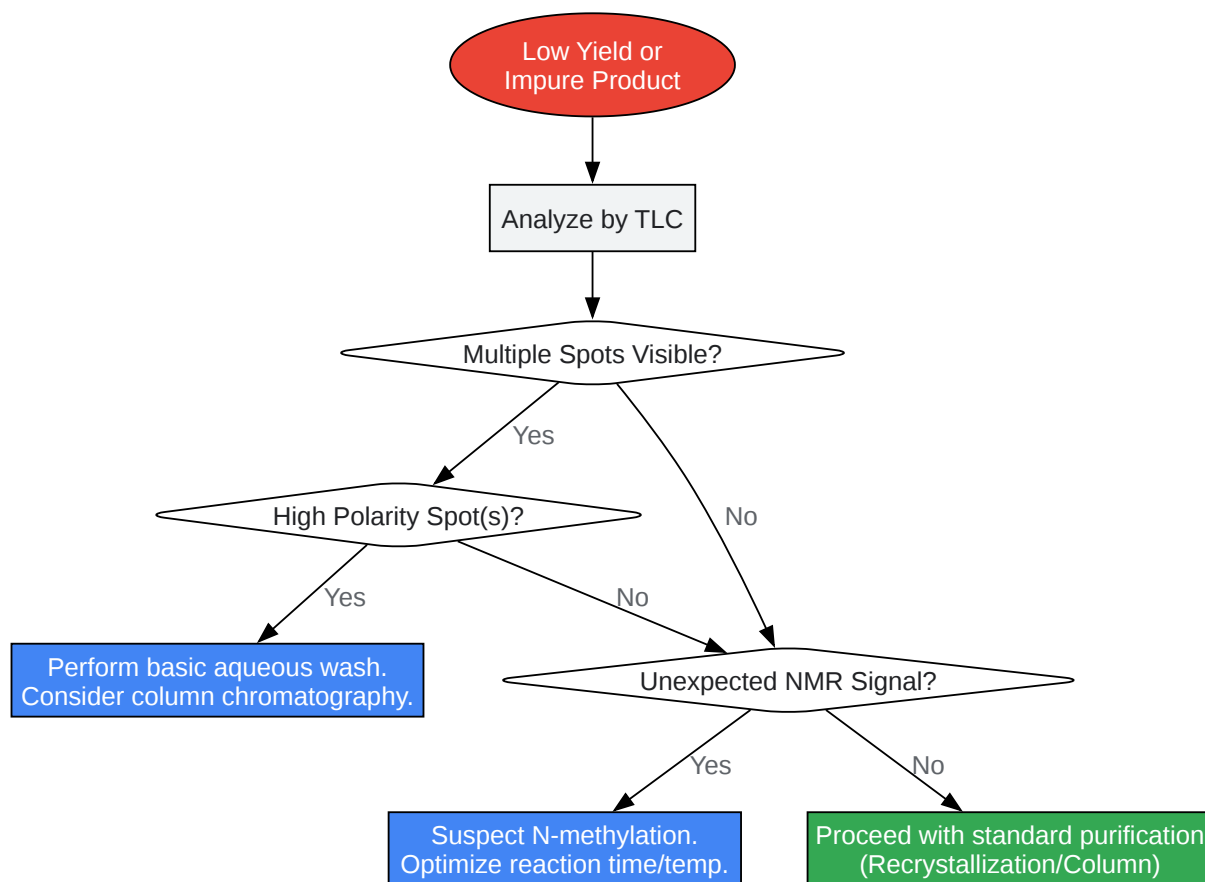 Low Yield or
Impure Product
Analyze by TLC
Multiple Spots Visible?
Yes
No
High Polarity Spot(s)?
Yes
No
Perform basic aqueous wash.
Consider column chromatography.
Unexpected NMR Signal?
Yes
No
Suspect N-methylation.
Optimize reaction time/temp.
Proceed with standard purification
(Recrystallization/Column)